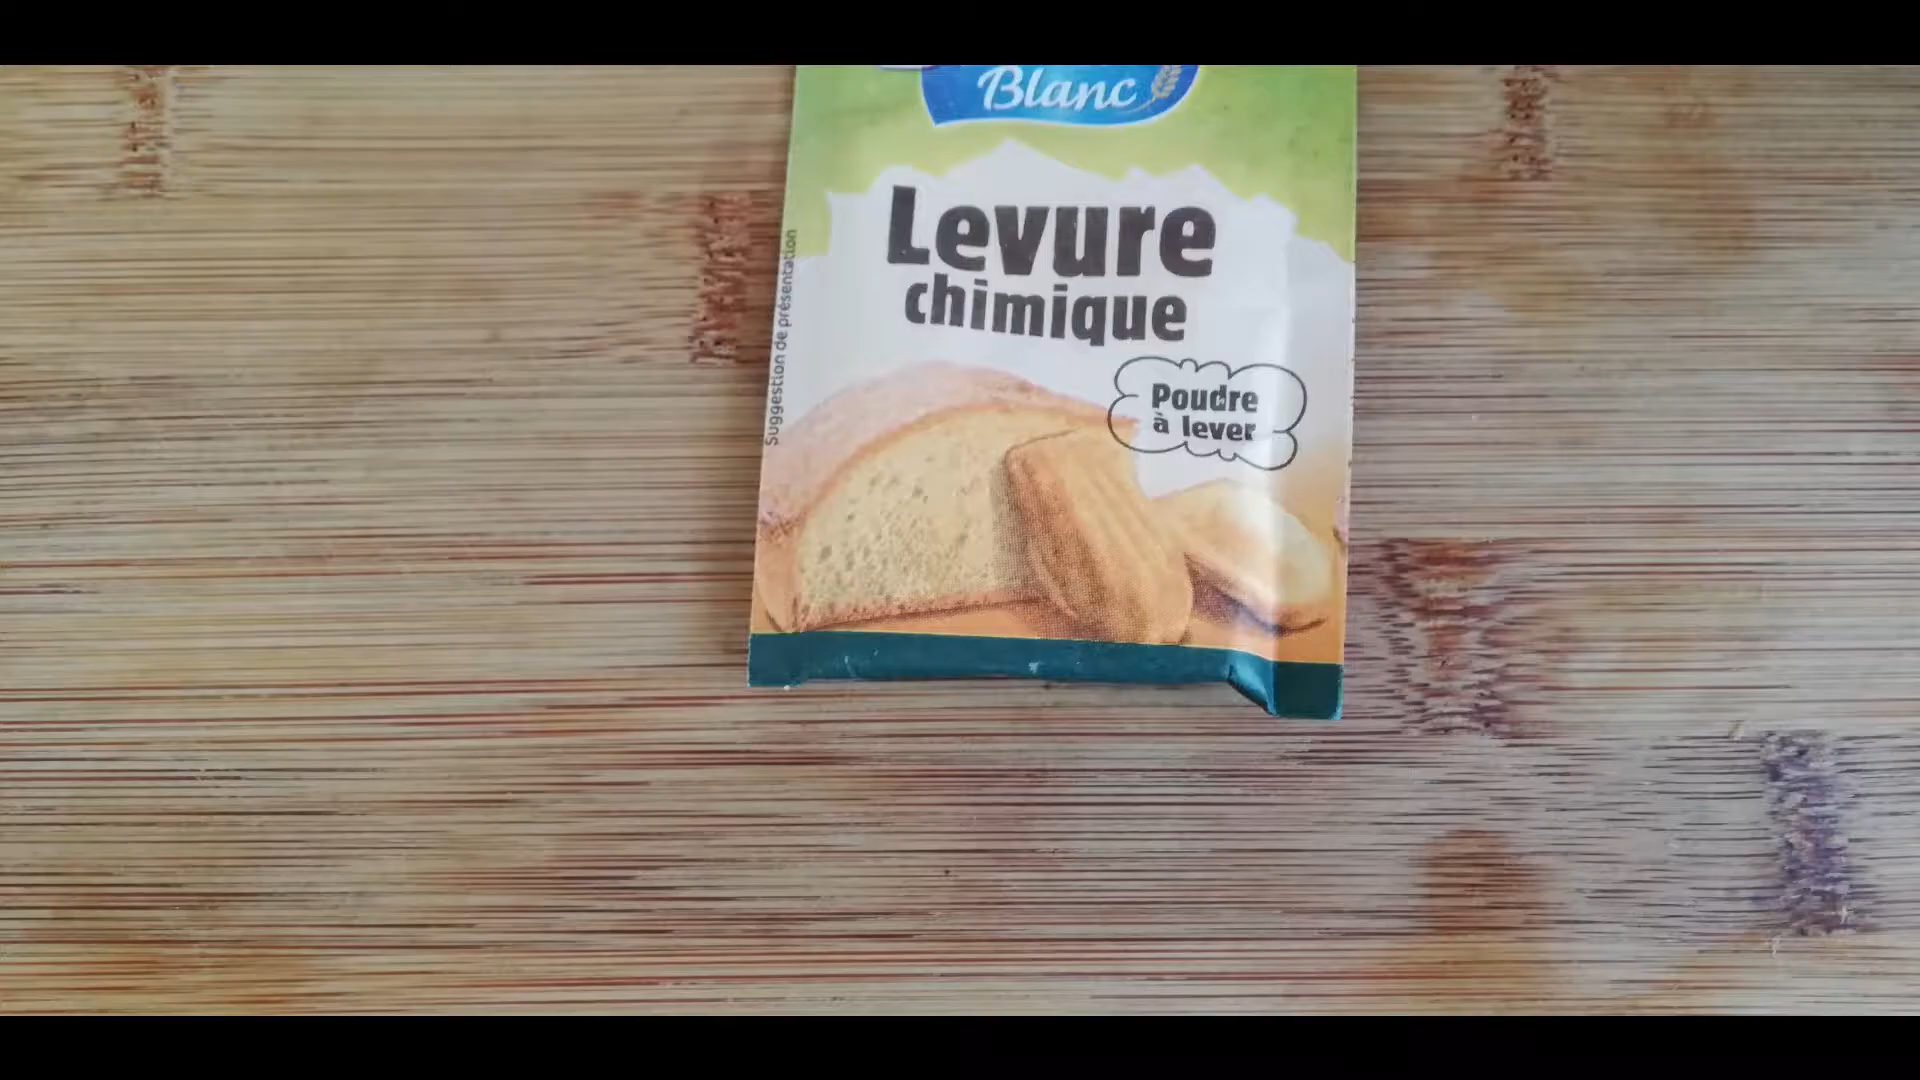 Blanc
Levure
chimique
Poudre
à lever
Suggestion de présentation